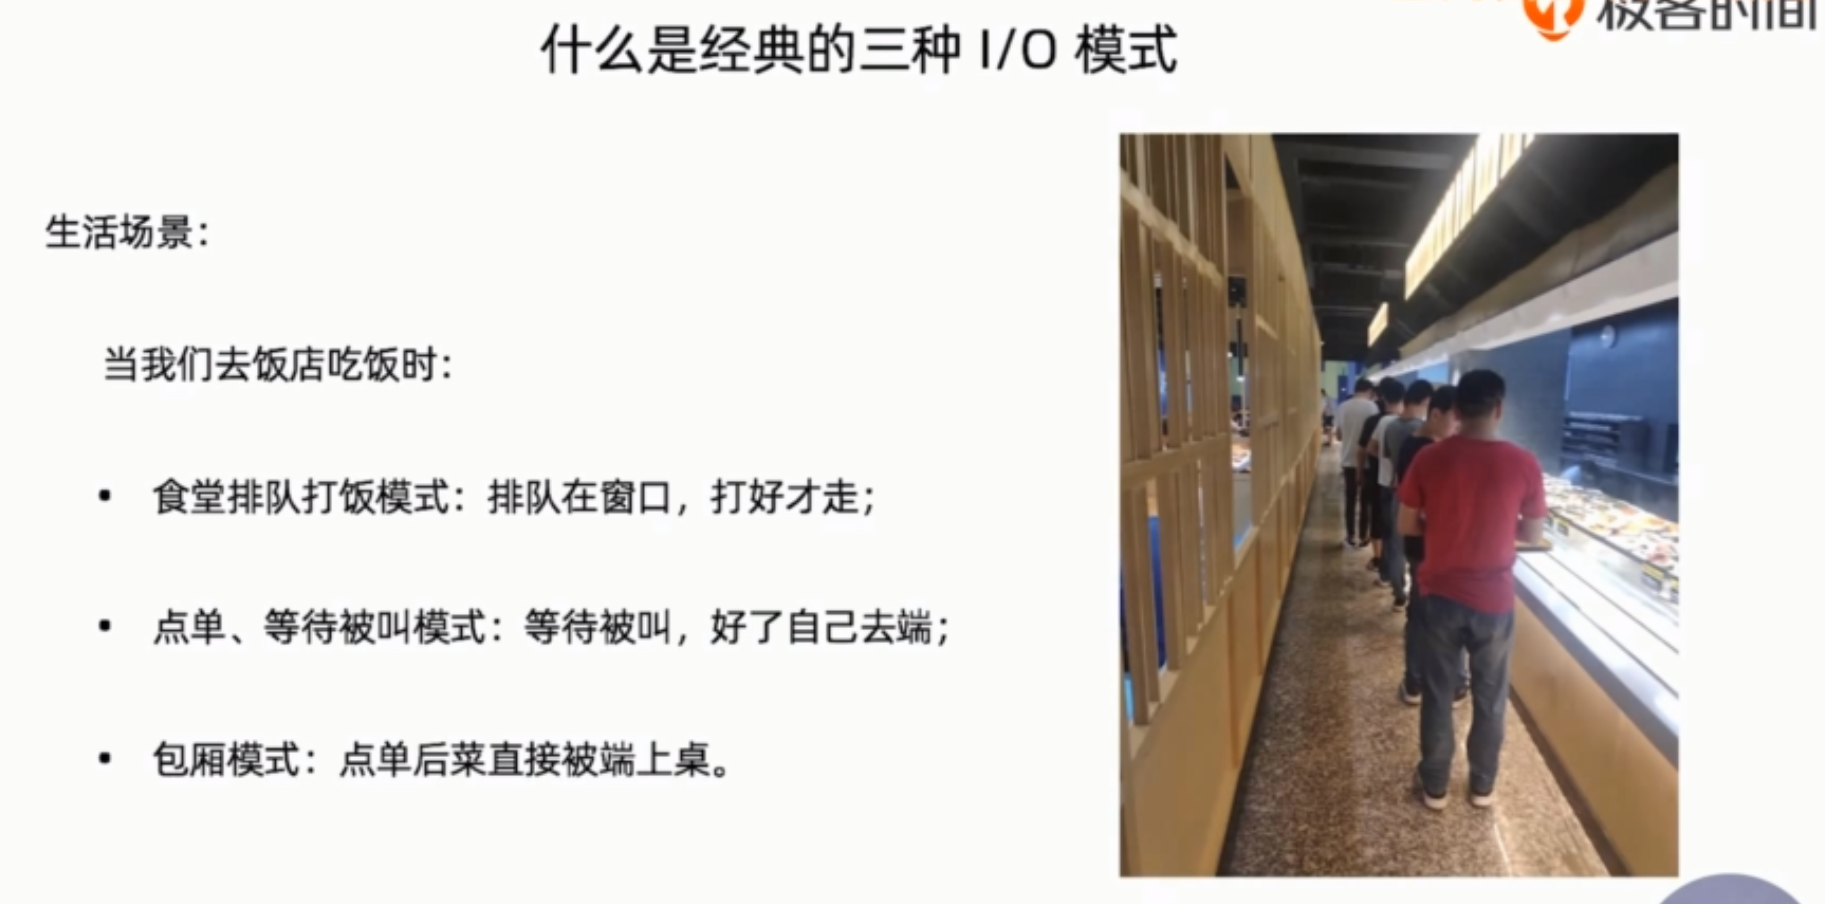 极客时间
什么是经典的三种 I/O 模式
生活场景：
当我们去饭店吃饭时：
• 食堂排队打饭模式：排队在窗口，打好才走；
• 点单、等待被叫模式：等待被叫，好了自己去端；
• 包厢模式：点单后菜直接被端上桌。